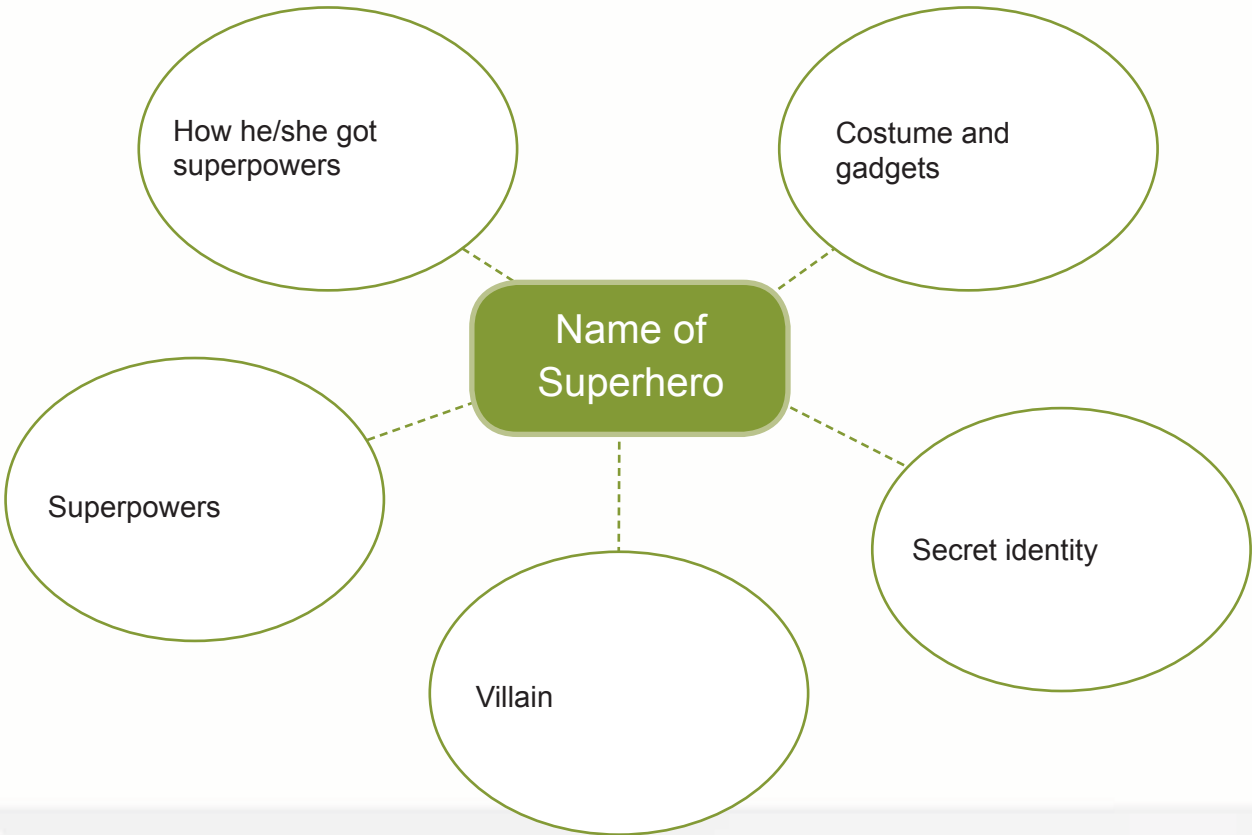 How he/she got
superpowers
Costume and
gadgets
Name of
Superhero
Superpowers
Secret identity
Villain